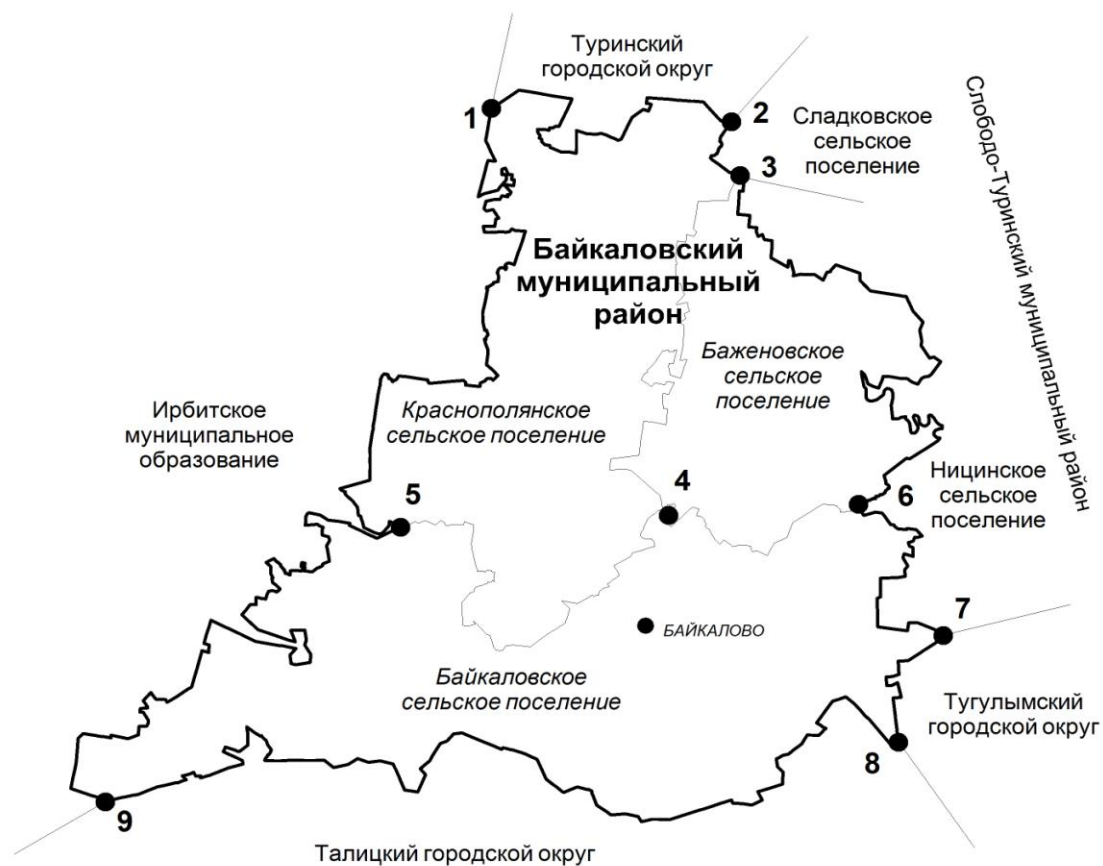 Туринский
городской округ
1
2
Сладковское
сельское
поселение
3
Слободо-Туринский муниципальный район
Байкаловский
муниципальный
район
Баженовское
сельское
поселение
Ирбитское
муниципальное
образование
Краснополянское
сельское поселение
5
4
6
Ницинское
сельское
поселение
7
БАЙКАЛОВО
Байкаловское
сельское поселение
Тугулымский
городской округ
8
9
Талицкий городской округ